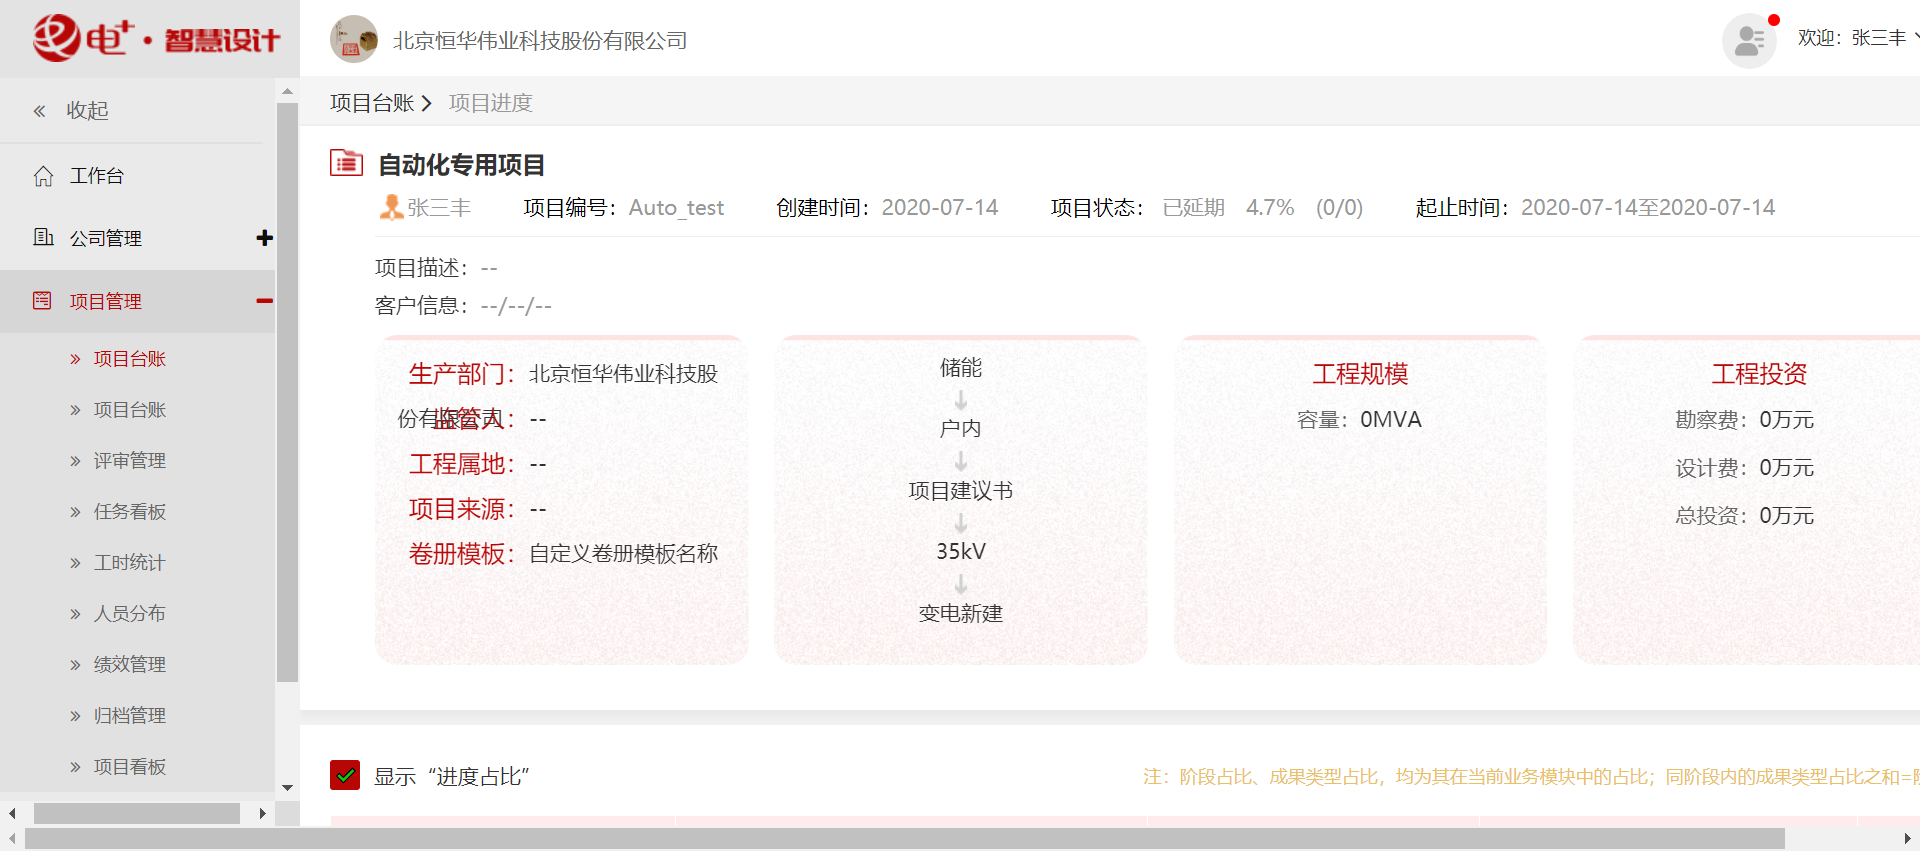 电+·智慧设计
北京恒华伟业科技股份有限公司
欢迎：张三丰
收起
工作台
公司管理
项目管理
项目台账
项目台账
评审管理
任务看板
工时统计
人员分布
绩效管理
归档管理
项目看板
项目台账 项目进度
自动化专用项目
张三丰 项目编号：Auto_test 创建时间：2020-07-14 项目状态：已延期 4.7% (0/0) 起止时间：2020-07-14至2020-07-14
项目描述：--
客户信息：--/--/--
生产部门：北京恒华伟业科技股
份有限公司
监管人：--
工程属地：--
项目来源：--
卷册模板：自定义卷册模板名称
储能
户内
项目建议书
35kV
变电新建
工程规模
容量：0MVA
工程投资
勘察费：0万元
设计费：0万元
总投资：0万元
显示“进度占比”
注：阶段占比、成果类型占比，均为其在当前业务模块中的占比；同阶段内的成果类型占比之和=